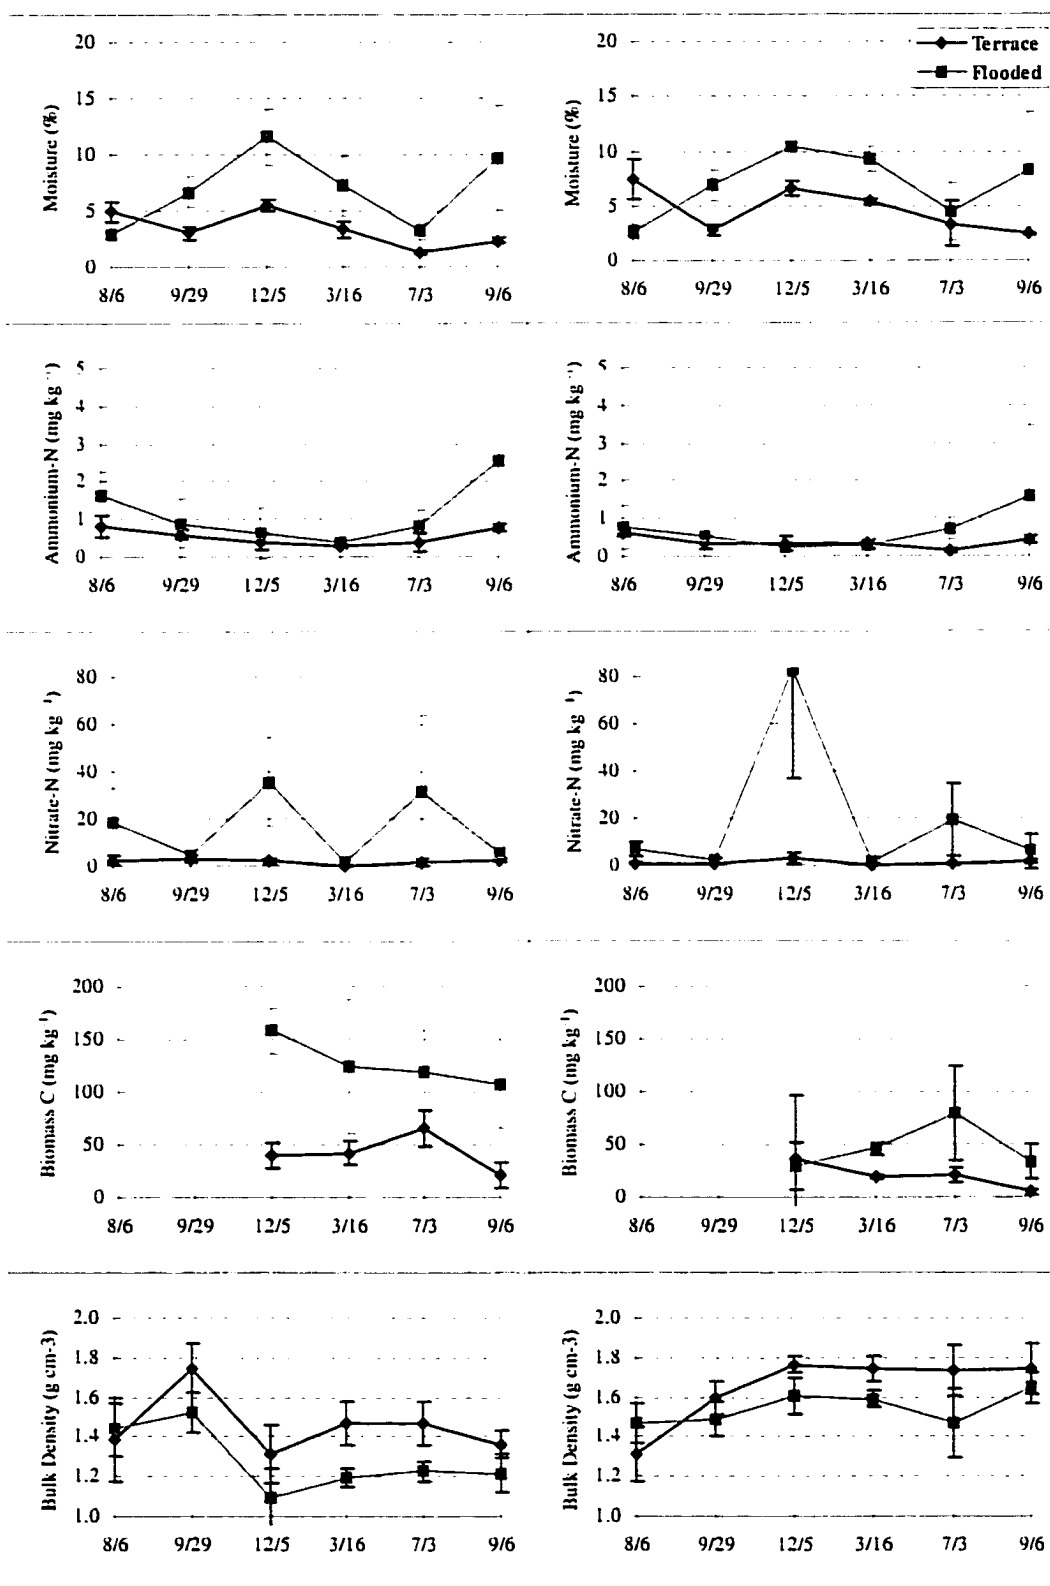 Terrace
Flooded
Moisture (%)
20
15
10
5
0
8/6 9/29 12/5 3/16 7/3 9/6
Moisture (%)
20
15
10
5
0
8/6 9/29 12/5 3/16 7/3 9/6
Ammonium-N (mg kg⁻¹)
5
4
3
2
1
0
8/6 9/29 12/5 3/16 7/3 9/6
Ammonium-N (mg kg⁻¹)
5
4
3
2
1
0
8/6 9/29 12/5 3/16 7/3 9/6
Nitrate-N (mg kg⁻¹)
80
60
40
20
0
8/6 9/29 12/5 3/16 7/3 9/6
Nitrate-N (mg kg⁻¹)
80
60
40
20
0
8/6 9/29 12/5 3/16 7/3 9/6
Biomass C (mg kg⁻¹)
200
150
100
50
0
8/6 9/29 12/5 3/16 7/3 9/6
Biomass C (mg kg⁻¹)
200
150
100
50
0
8/6 9/29 12/5 3/16 7/3 9/6
Bulk Density (g cm-3)
2.0
1.8
1.6
1.4
1.2
1.0
8/6 9/29 12/5 3/16 7/3 9/6
Bulk Density (g cm-3)
2.0
1.8
1.6
1.4
1.2
1.0
8/6 9/29 12/5 3/16 7/3 9/6